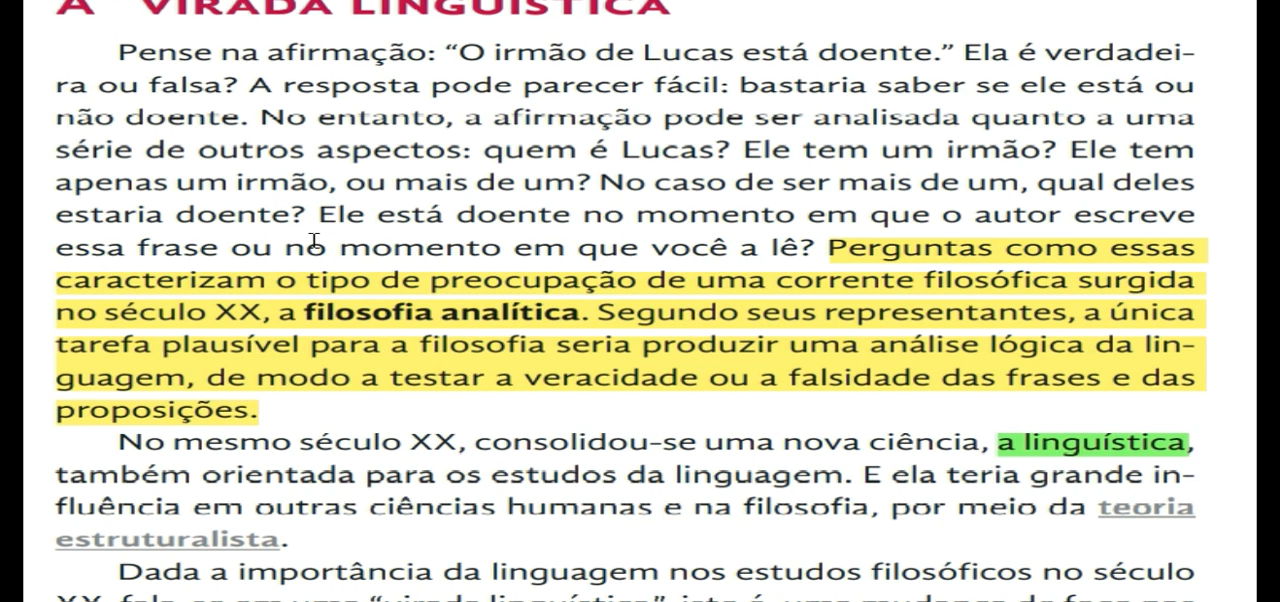 A VIRADA LINGUÍSTICA
Pense na afirmação: “O irmão de Lucas está doente.” Ela é verdadei-
ra ou falsa? A resposta pode parecer fácil: bastaria saber se ele está ou
não doente. No entanto, a afirmação pode ser analisada quanto a uma
série de outros aspectos: quem é Lucas? Ele tem um irmão? Ele tem
apenas um irmão, ou mais de um? No caso de ser mais de um, qual deles
estaria doente? Ele está doente no momento em que o autor escreve
essa frase ou no momento em que você a lê? Perguntas como essas
caracterizam o tipo de preocupação de uma corrente filosófica surgida
no século XX, a filosofia analítica. Segundo seus representantes, a única
tarefa plausível para a filosofia seria produzir uma análise lógica da lin-
guagem, de modo a testar a veracidade ou a falsidade das frases e das
proposições.
No mesmo século XX, consolidou-se uma nova ciência, a linguística,
também orientada para os estudos da linguagem. E ela teria grande in-
fluência em outras ciências humanas e na filosofia, por meio da teoria
estruturalista.
Dada a importância da linguagem nos estudos filosóficos no século